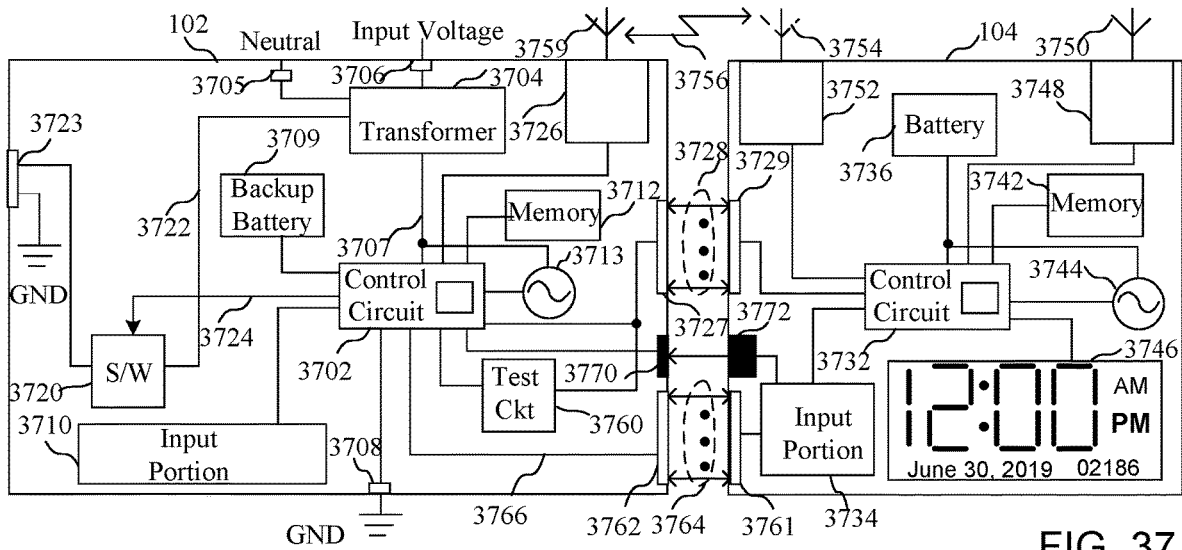 102
Neutral
Input Voltage
3759
3754
104
3750
3705
3706
3704
3756
3752
3748
3723
Transformer
3726
Battery
3709
3728
3729
3736
3742
Backup
Battery
Memory
3712
Memory
3722
3707
3713
3744
Control
Circuit
Control
Circuit
GND
3724
3727
3772
3746
3702
3732
S/W
3720
Test
Ckt
3770
12:00
AM
PM
3710
3760
Input
Portion
Input
Portion
3708
June 30, 2019 02186
GND
3766
3762
3764
3761
3734
FIG. 37